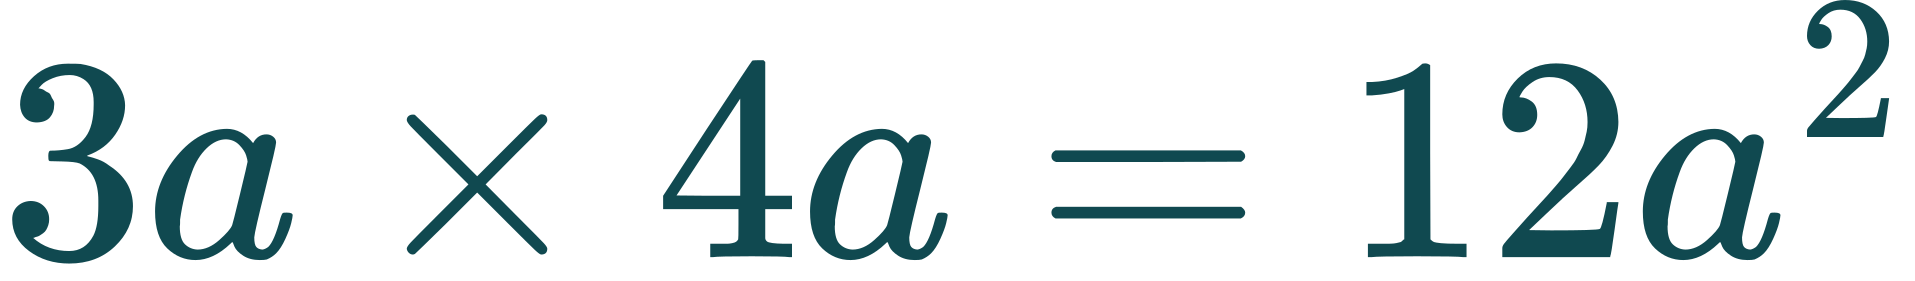 3a × 4a = 12a²